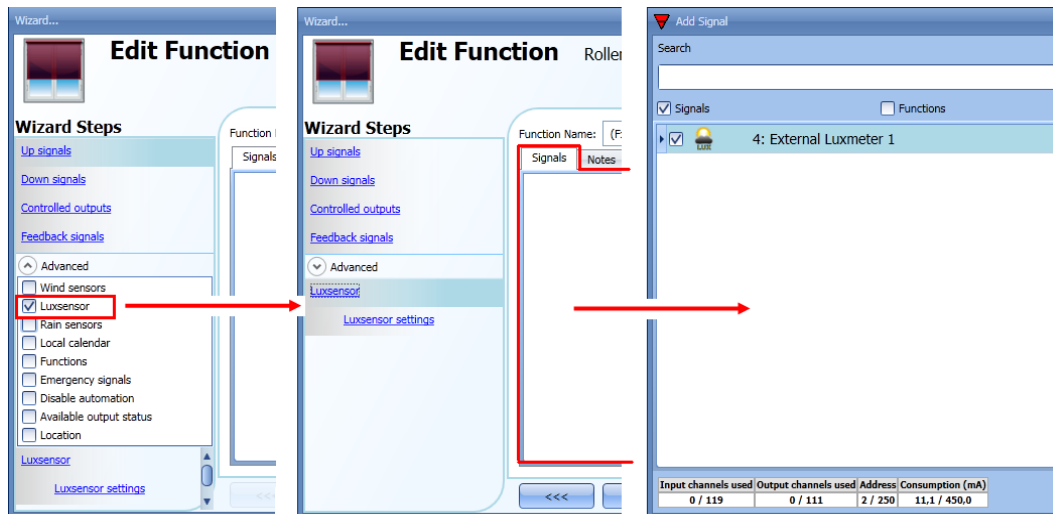 Wizard...
Edit Function
Wizard Steps
Up signals
Down signals
Controlled outputs
Feedback signals
Advanced
Wind sensors
Luxsensor
Rain sensors
Local calendar
Functions
Emergency signals
Disable automation
Available output status
Location
Luxsensor
Luxsensor settings
Function
Signals
<<<
Wizard...
Edit Function Roller
Wizard Steps
Up signals
Down signals
Controlled outputs
Feedback signals
Advanced
Luxsensor
Luxsensor settings
Function Name: (F:
Signals Notes
<<<
Add Signal
Search
Signals Functions
LUX 4: External Luxmeter 1
Input channels used Output channels used Address Consumption (mA)
0 / 119 0 / 111 2 / 250 11,1 / 450,0